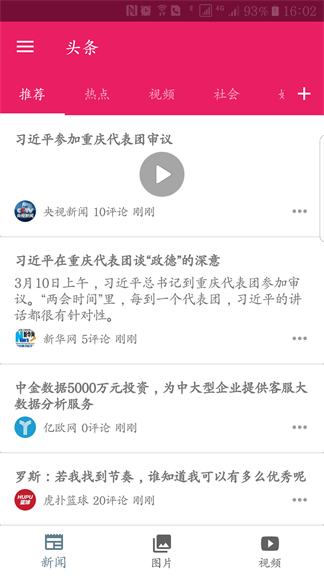 N 4G 93% 16:02
头条
推荐 热点 视频 社会
习近平参加重庆代表团审议
央视新闻 10评论 刚刚
习近平在重庆代表团谈“政德”的深意
3月10日上午，习近平总书记到重庆代表团参加审
议。“两会时间”里，每到一个代表团，习近平的讲
话都很有针对性。
新华网 5评论 刚刚
中金数据5000万元投资，为中大型企业提供客服大
数据分析服务
亿欧网 0评论 刚刚
罗斯：若我找到节奏，谁知道我可以有多么优秀呢
HUPU
虎扑篮球 20评论 刚刚
新闻 图片 视频